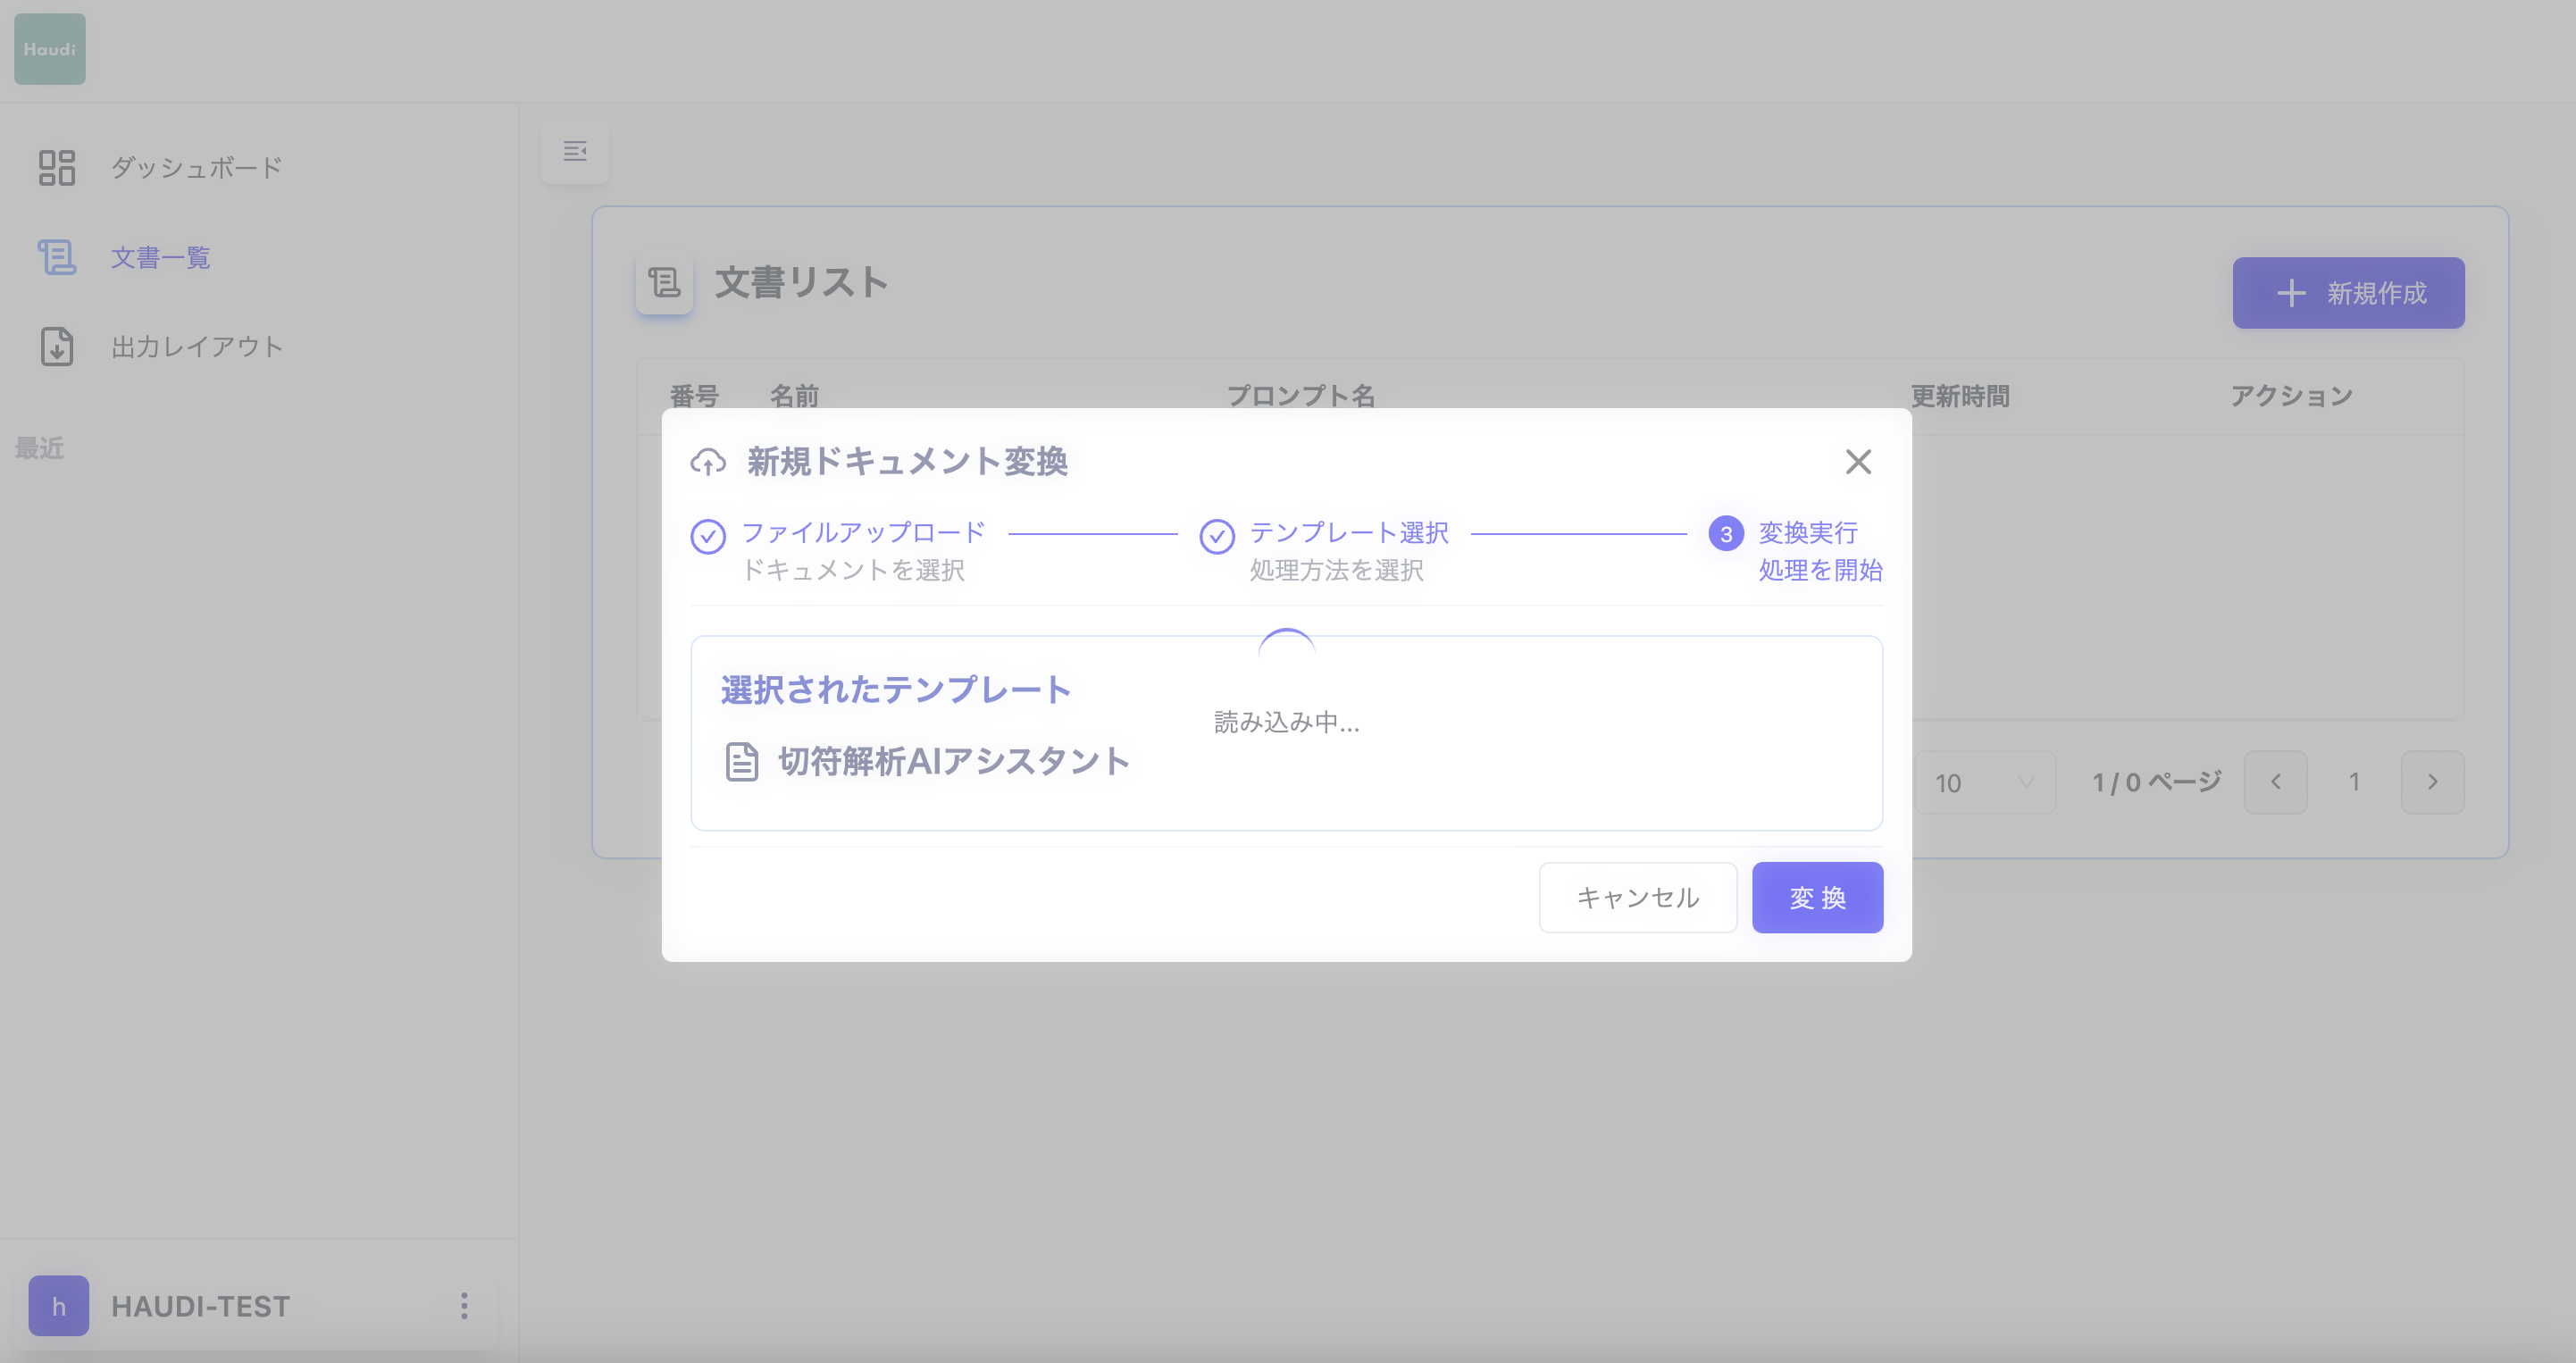 Haudi
ダッシュボード
文書一覧
出力レイアウト
最近
文書リスト
新規作成
番号 名前 プロンプト名 更新時間 アクション
新規ドキュメント変換
ファイルアップロード
ドキュメントを選択
テンプレート選択
処理方法を選択
3 変換実行
処理を開始
選択されたテンプレート
読み込み中...
切符解析AIアシスタント
キャンセル 変 換
10 1 / 0 ページ 1
h HAUDI-TEST